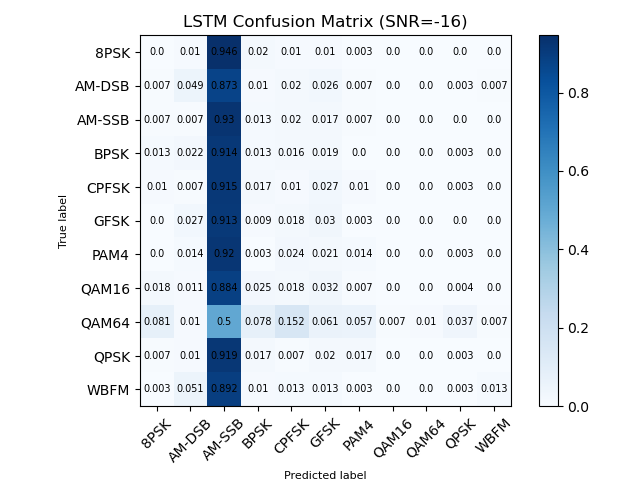 LSTM Confusion Matrix (SNR=-16)
True label
8PSK 0.0 0.01 0.946 0.02 0.01 0.01 0.003 0.0 0.0 0.0 0.0
AM-DSB 0.007 0.049 0.873 0.01 0.02 0.026 0.007 0.0 0.0 0.003 0.007
AM-SSB 0.007 0.007 0.93 0.013 0.02 0.017 0.007 0.0 0.0 0.0 0.0
BPSK 0.013 0.022 0.914 0.013 0.016 0.019 0.0 0.0 0.0 0.003 0.0
CPFSK 0.01 0.007 0.915 0.017 0.01 0.027 0.01 0.0 0.0 0.003 0.0
GFSK 0.0 0.027 0.913 0.009 0.018 0.03 0.003 0.0 0.0 0.0 0.0
PAM4 0.0 0.014 0.92 0.003 0.024 0.021 0.014 0.0 0.0 0.003 0.0
QAM16 0.018 0.011 0.884 0.025 0.018 0.032 0.007 0.0 0.0 0.004 0.0
QAM64 0.081 0.01 0.5 0.078 0.152 0.061 0.057 0.007 0.01 0.037 0.007
QPSK 0.007 0.01 0.919 0.017 0.007 0.02 0.017 0.0 0.0 0.003 0.0
WBFM 0.003 0.051 0.892 0.01 0.013 0.013 0.003 0.0 0.0 0.003 0.013
8PSK AM-DSB AM-SSB BPSK CPFSK GFSK PAM4 QAM16 QAM64 QPSK WBFM
Predicted label
0.8
0.6
0.4
0.2
0.0